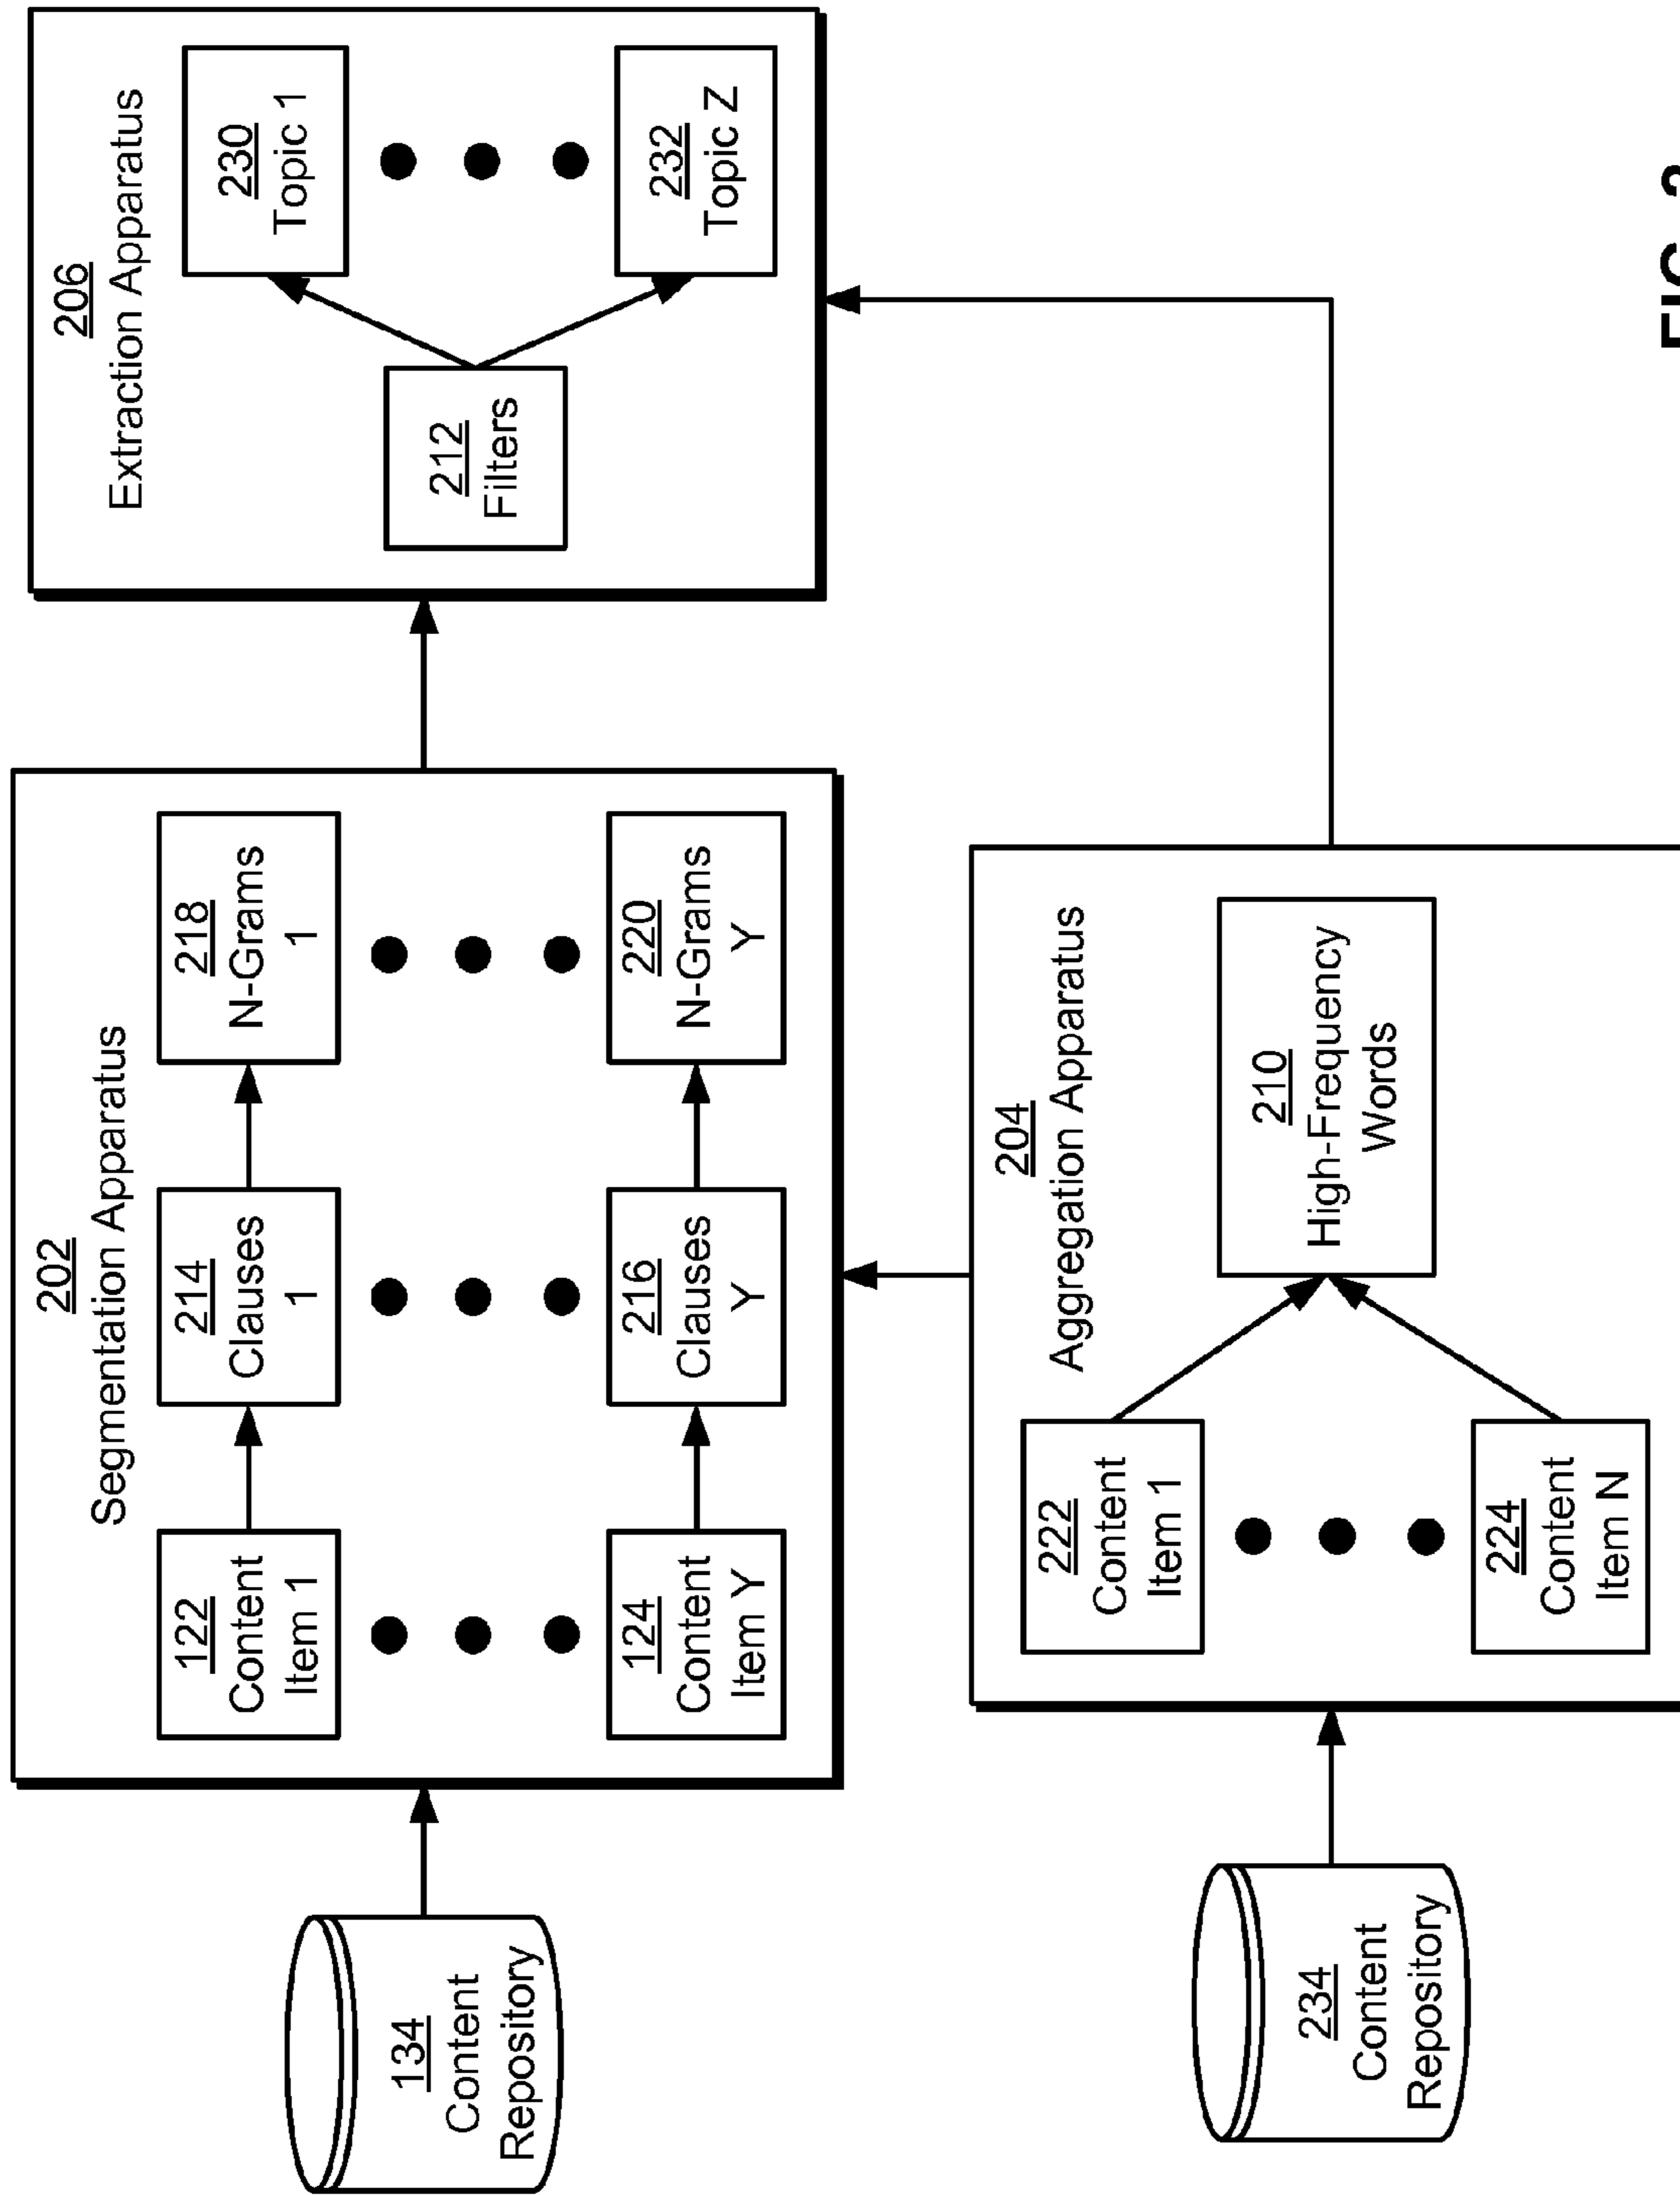 134
Content
Repository
202
Segmentation Apparatus
122
Content
Item 1
214
Clauses
1
218
N-Grams
1
124
Content
Item Y
216
Clauses
Y
220
N-Grams
Y
206
Extraction Apparatus
212
Filters
230
Topic 1
232
Topic Z
234
Content
Repository
204
Aggregation Apparatus
222
Content
Item 1
224
Content
Item N
210
High-Frequency
Words
FIG